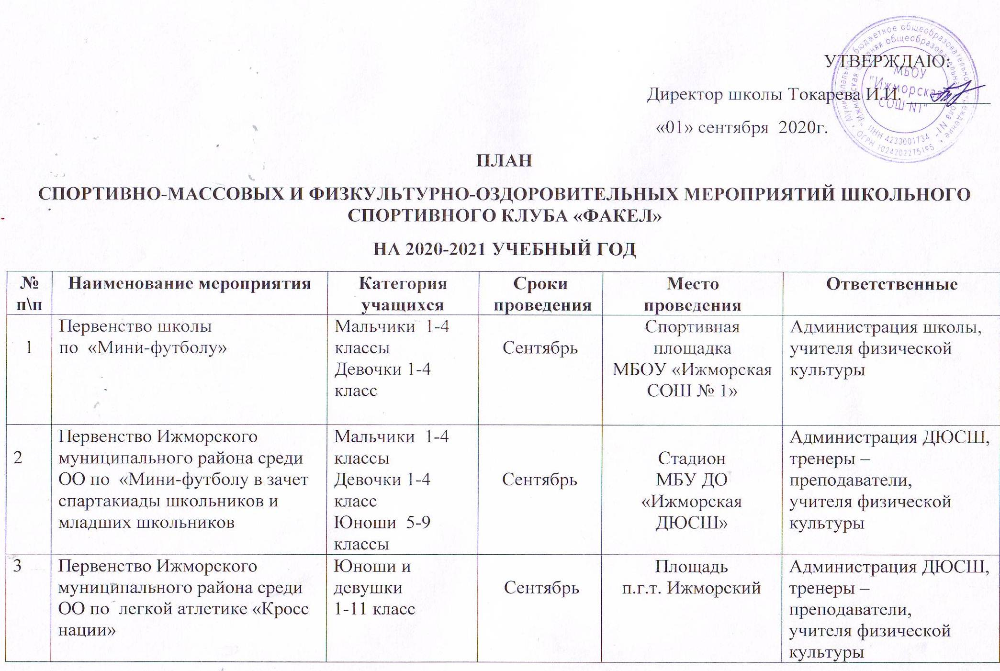 УТВЕРЖДАЮ:
Директор школы Токарева И.И.
«01» сентября 2020г.
Муниципальное бюджетное общеобразовательное учреждение
"Ижморская средняя общеобразовательная школа N1"
ОГРН 1024202275195
ИНН 4233001734
МБОУ
"Ижморская
СОШ N1"
ПЛАН
СПОРТИВНО-МАССОВЫХ И ФИЗКУЛЬТУРНО-ОЗДОРОВИТЕЛЬНЫХ МЕРОПРИЯТИЙ ШКОЛЬНОГО
СПОРТИВНОГО КЛУБА «ФАКЕЛ»
НА 2020-2021 УЧЕБНЫЙ ГОД
№
п\п
Наименование мероприятия
Категория
учащихся
Сроки
проведения
Место
проведения
Ответственные
1
Первенство школы
по «Мини-футболу»
Мальчики 1-4
классы
Девочки 1-4
класс
Сентябрь
Спортивная
площадка
МБОУ «Ижморская
СОШ № 1»
Администрация школы,
учителя физической
культуры
2
Первенство Ижморского
муниципального района среди
ОО по «Мини-футболу в зачет
спартакиады школьников и
младших школьников
Мальчики 1-4
классы
Девочки 1-4
класс
Юноши 5-9
классы
Сентябрь
Стадион
МБУ ДО
«Ижморская
ДЮСШ»
Администрация ДЮСШ,
тренеры –
преподаватели,
учителя физической
культуры
3
Первенство Ижморского
муниципального района среди
ОО по легкой атлетике «Кросс
нации»
Юноши и
девушки
1-11 класс
Сентябрь
Площадь
п.г.т. Ижморский
Администрация ДЮСШ,
тренеры –
преподаватели,
учителя физической
культуры